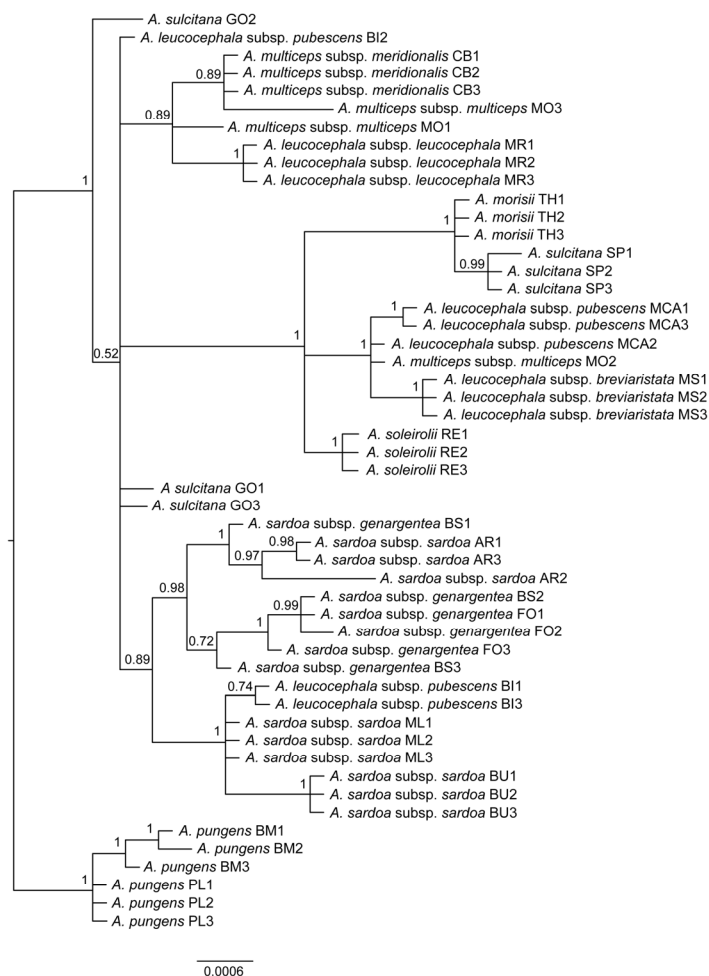 A. sulcitana GO2
A. leucocephala subsp. pubescens BI2
A. multiceps subsp. meridionalis CB1
0.89
A. multiceps subsp. meridionalis CB2
A. multiceps subsp. meridionalis CB3
0.89
A. multiceps subsp. multiceps MO3
A. multiceps subsp. multiceps MO1
1
A. leucocephala subsp. leucocephala MR1
A. leucocephala subsp. leucocephala MR2
A. leucocephala subsp. leucocephala MR3
1
A. morisii TH1
1
A. morisii TH2
A. morisii TH3
A. sulcitana SP1
0.99
A. sulcitana SP2
A. sulcitana SP3
1
A. leucocephala subsp. pubescens MCA1
A. leucocephala subsp. pubescens MCA3
0.52
1
1
A. leucocephala subsp. pubescens MCA2
A. multiceps subsp. multiceps MO2
A. leucocephala subsp. breviaristata MS1
1
A. leucocephala subsp. breviaristata MS2
A. leucocephala subsp. breviaristata MS3
A. soleirolii RE1
1
A. soleirolii RE2
A. soleirolii RE3
A sulcitana GO1
A sulcitana GO3
A. sardoa subsp. genargentea BS1
1
0.98
A. sardoa subsp. sardoa AR1
0.97
A. sardoa subsp. sardoa AR3
A. sardoa subsp. sardoa AR2
0.98
A. sardoa subsp. genargentea BS2
0.99
A. sardoa subsp. genargentea FO1
1
A. sardoa subsp. genargentea FO2
0.72
A. sardoa subsp. genargentea FO3
0.89
A. sardoa subsp. genargentea BS3
0.74
A. leucocephala subsp. pubescens BI1
A. leucocephala subsp. pubescens BI3
A. sardoa subsp. sardoa ML1
1
A. sardoa subsp. sardoa ML2
A. sardoa subsp. sardoa ML3
A. sardoa subsp. sardoa BU1
1
A. sardoa subsp. sardoa BU2
A. sardoa subsp. sardoa BU3
1
A. pungens BM1
1
A. pungens BM2
A. pungens BM3
1
A. pungens PL1
A. pungens PL2
A. pungens PL3
0.0006